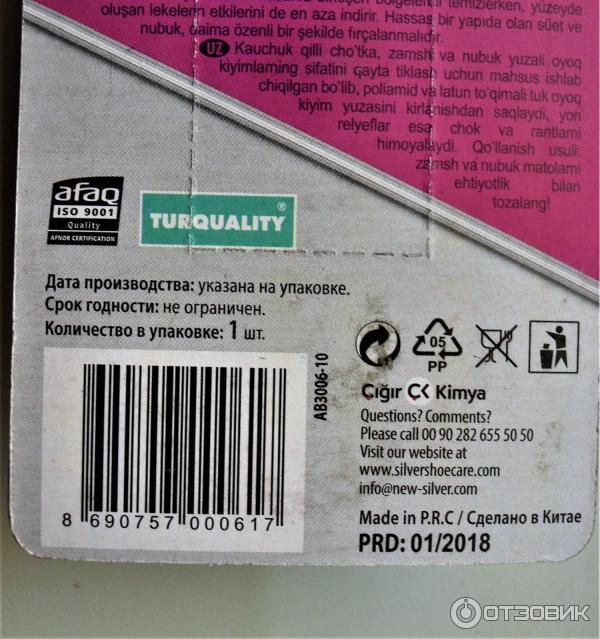 temizlerken, yüzeyde
oluşan lekelerin etkilerini de en aza indirir. Hassas bir yapıda olan süet ve
nubuk, daima özenli bir şekilde fırçalanmalıdır.
UZ Kauchuk qilli cho'tka, zamsh va nubuk yuzali oyoq
kiyimlaming sifatini qayta tiklash uchun mahsus ishlab
chiqilgan bo'lib, poliamid va latun to'qimali tuk oyoq
kiyim yuzasini kirlanishdan saqlaydi, yon
relyeflar esa chok va rantlarni
himoyalaydi. Qo'llanish usuli:
zamsh va nubuk matolarni
ehtiyotlik bilan
tozalang!
afaq
ISO 9001
Quality
AFNOR CERTIFICATION
TURQUALITY ®
Дата производства: указана на упаковке.
Срок годности: не ограничен.
Количество в упаковке: 1 шт.
AB3006-10
05
PP
Çığır ÇK Kimya
Questions? Comments?
Please call 00 90 282 655 50 50
Visit our website at
www.silvershoecare.com
info@new-silver.com
8 690757 000617
Made in P.R.C / Сделано в Китае
PRD: 01/2018
ОТЗОВИК